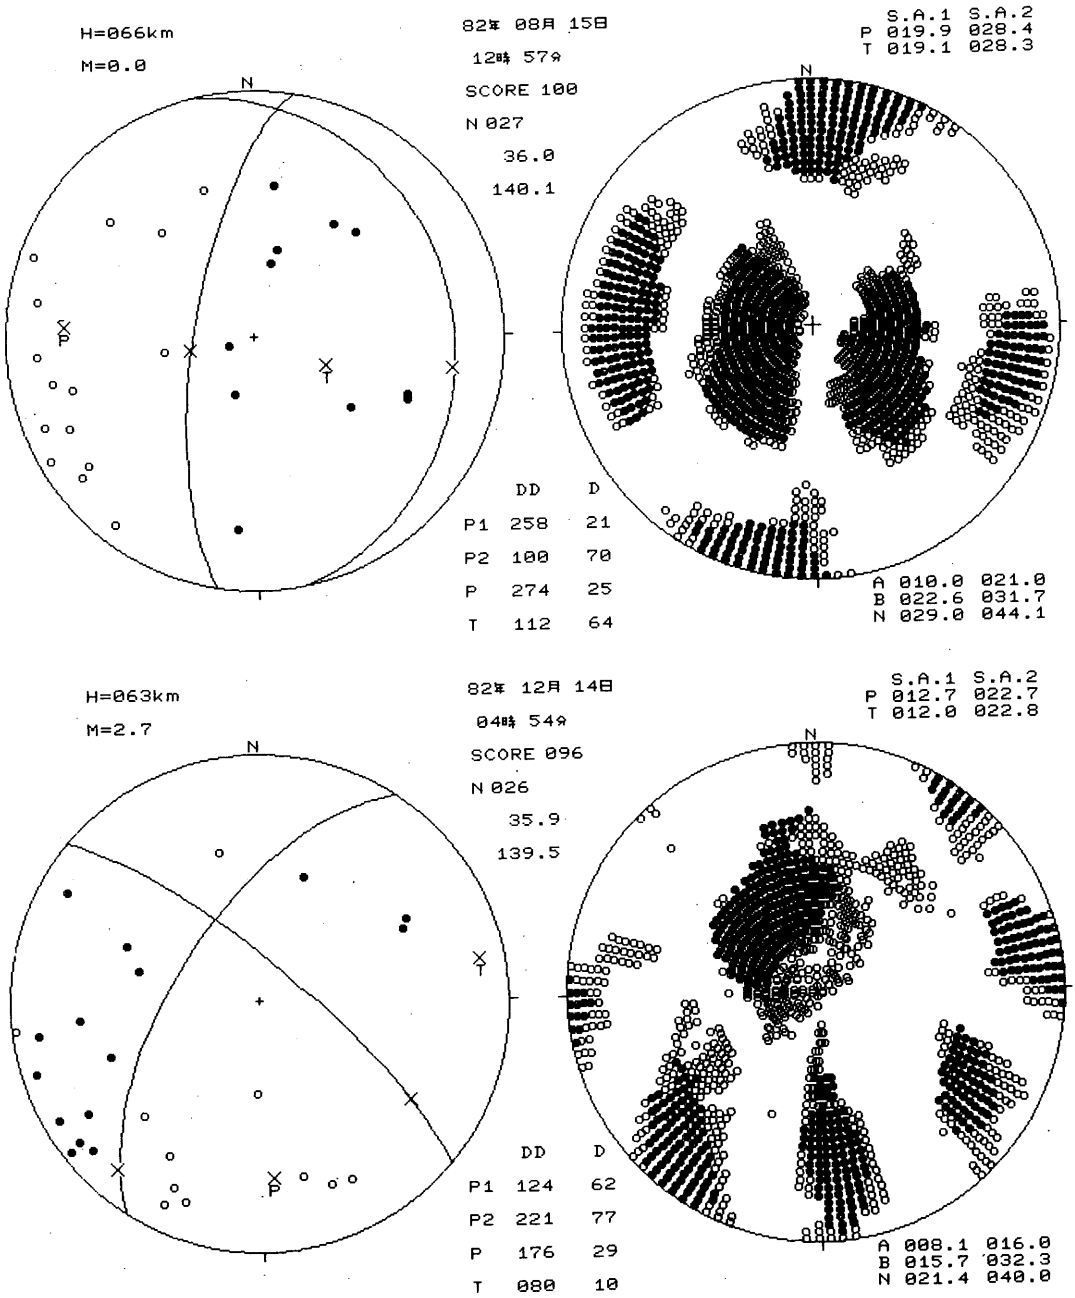 H=066km
M=0.0
N
82年 08月 15日
12時 57分
SCORE 100
N 027
36.0
140.1
S.A.1 S.A.2
P 019.9 028.4
T 019.1 028.3
N
P
T
DD D
P1 258 21
P2 100 70
P 274 25
T 112 64
A 010.0 021.0
B 022.6 031.7
N 029.0 044.1
H=063km
M=2.7
N
82年 12月 14日
04時 54分
SCORE 096
N 026
35.9
139.5
S.A.1 S.A.2
P 012.7 022.7
T 012.0 022.8
N
T
P
DD D
P1 124 62
P2 221 77
P 176 29
T 080 10
A 008.1 016.0
B 015.7 032.3
N 021.4 040.0